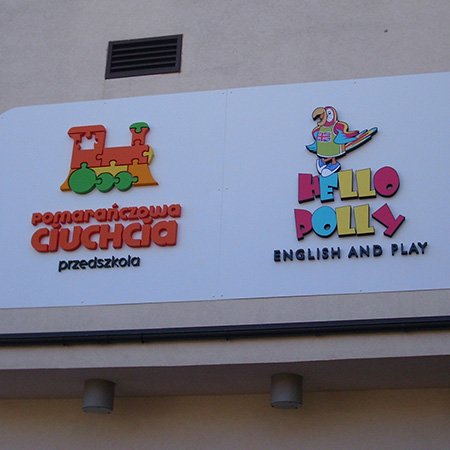 pomarańczowa
ciuchcia
przedszkola
HELLO
POLLY
ENGLISH AND PLAY